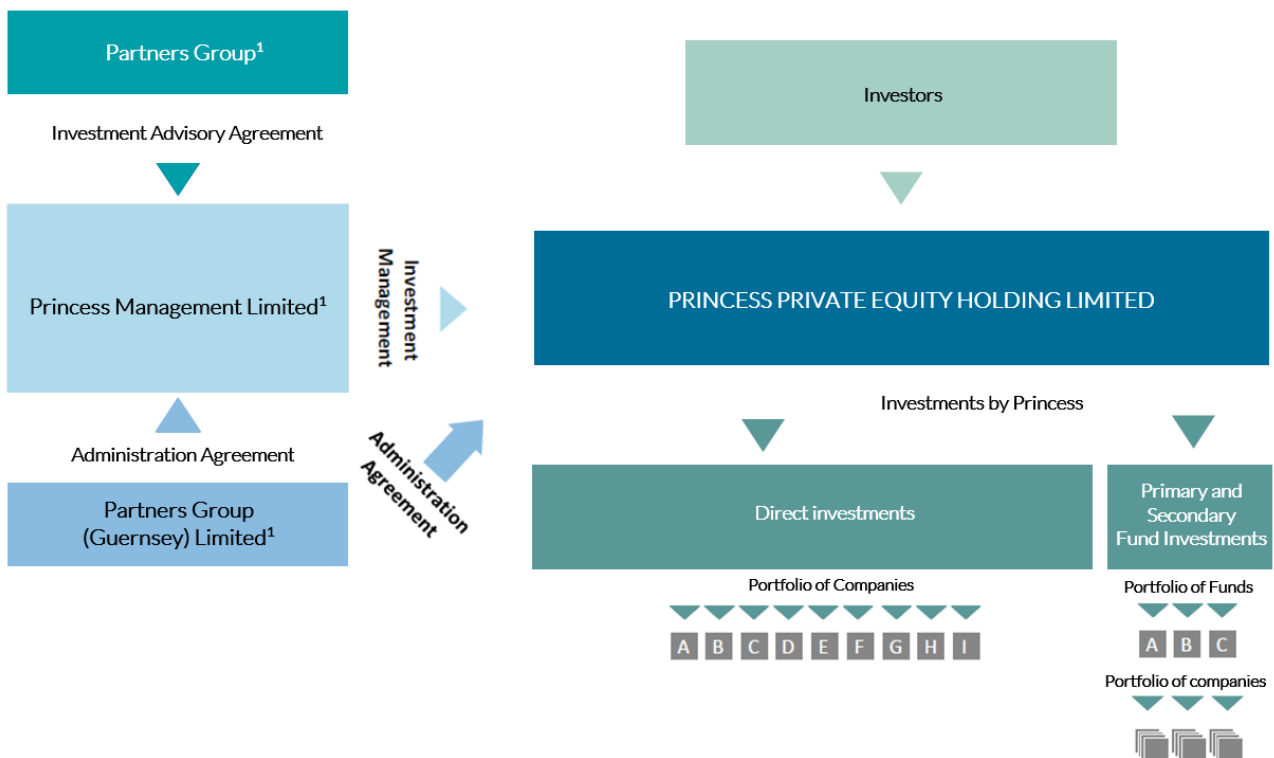 Partners Group¹
Investment Advisory Agreement
Princess Management Limited¹
Administration Agreement
Partners Group
(Guernsey) Limited¹
Investment
Management
Administration
Agreement
Investors
PRINCESS PRIVATE EQUITY HOLDING LIMITED
Investments by Princess
Direct investments
Portfolio of Companies
A B C D E F G H I
Primary and
Secondary
Fund Investments
Portfolio of Funds
A B C
Portfolio of companies